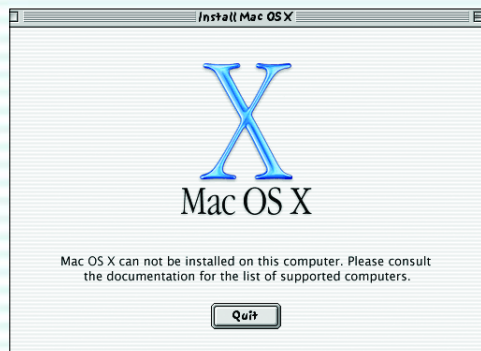 Install Mac OS X
X
Mac OS X
Mac OS X can not be installed on this computer. Please consult
the documentation for the list of supported computers.
Quit